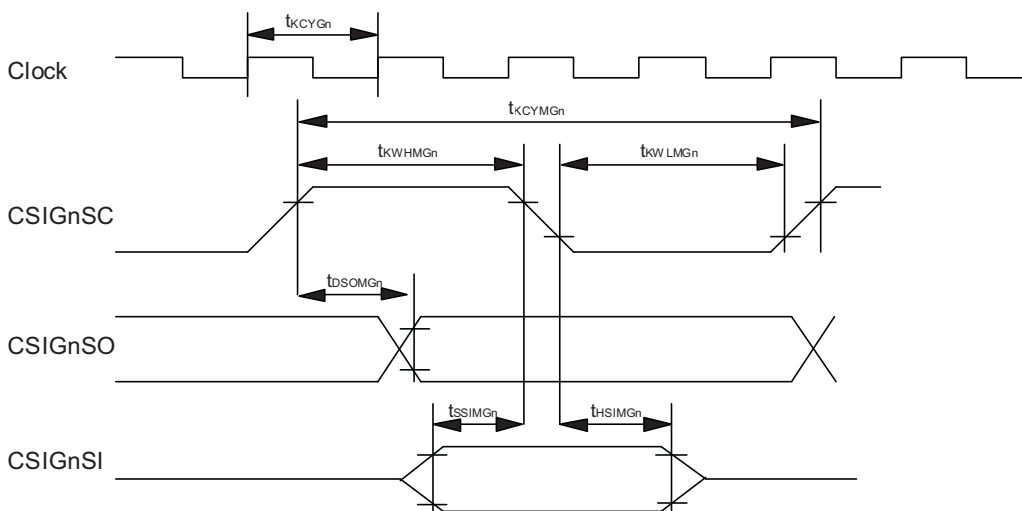 tKCYGn
Clock
tKCYMGn
tKWHMGn
tKWLMGn
CSIGnSC
tDSOMGn
CSIGnSO
tSSIMGn
tHSIMGn
CSIGnSI